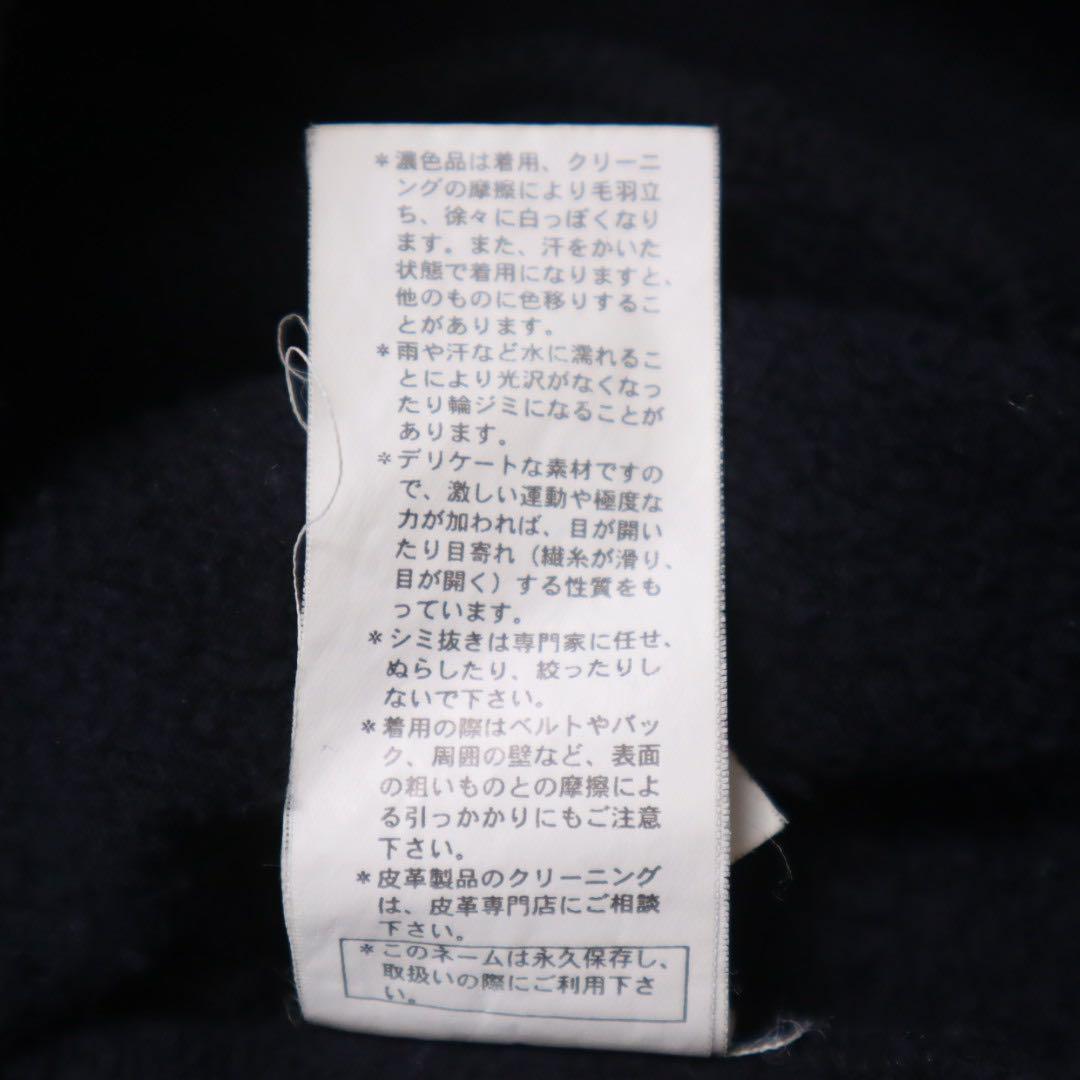 *濃色品は着用、クリーニ
ングの摩擦により毛羽立
ち、徐々に白っぽくなり
ます。また、汗をかいた
状態で着用になりますと、
他のものに色移りするこ
とがあります。
*雨や汗など水に濡れるこ
とにより光沢がなくなっ
たり輪ジミになることが
あります。
*デリケートな素材ですの
で、激しい運動や極度な
力が加われば、目が開い
たり目寄れ（繊糸が滑り、
目が開く）する性質をも
っています。
*シミ抜きは専門家に任せ、
ぬらしたり、絞ったりし
ないで下さい。
*着用の際はベルトやバッ
ク、周囲の壁など、表面
の粗いものとの摩擦によ
る引っかかりにもご注意
下さい。
*皮革製品のクリーニング
は、皮革専門店にご相談
下さい。
*このネームは永久保存し、
取扱いの際にご利用下さ
い。